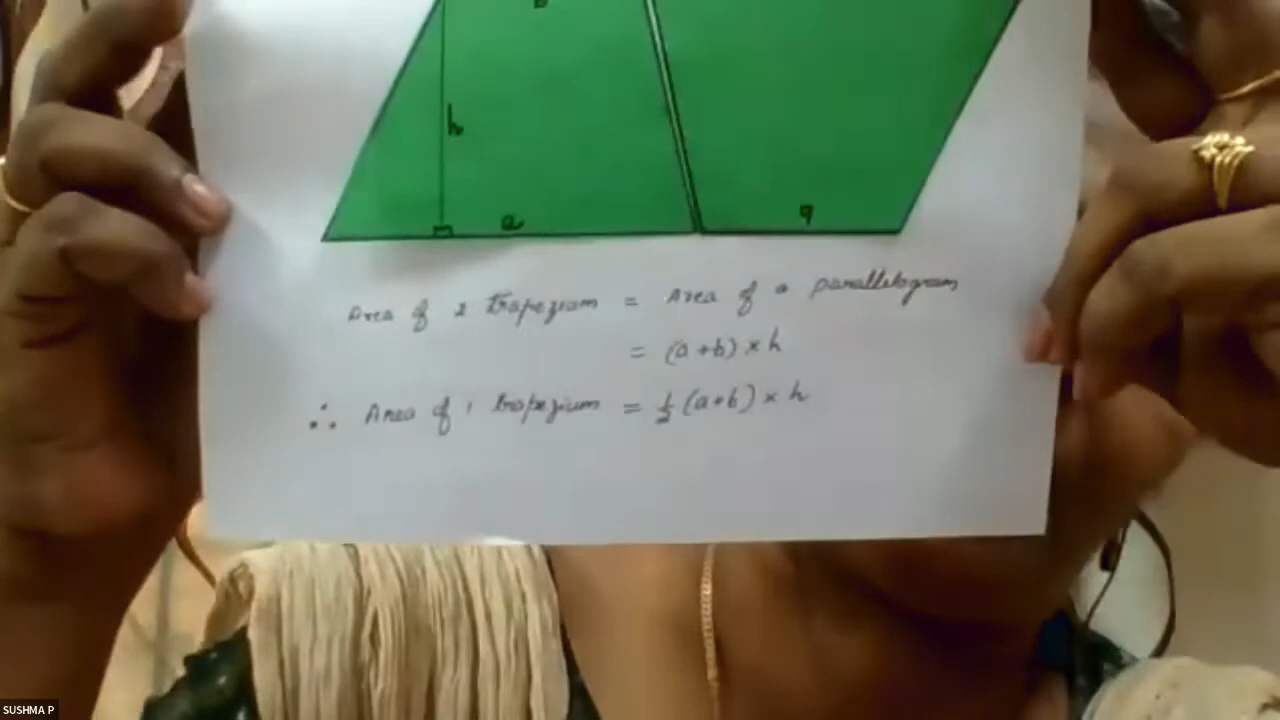 h
a
q
Area of 2 trapezium = Area of a parallelogram
= (a+b) × h
∴ Area of 1 trapezium = 1/2 (a+b) × h
SUSHMA P